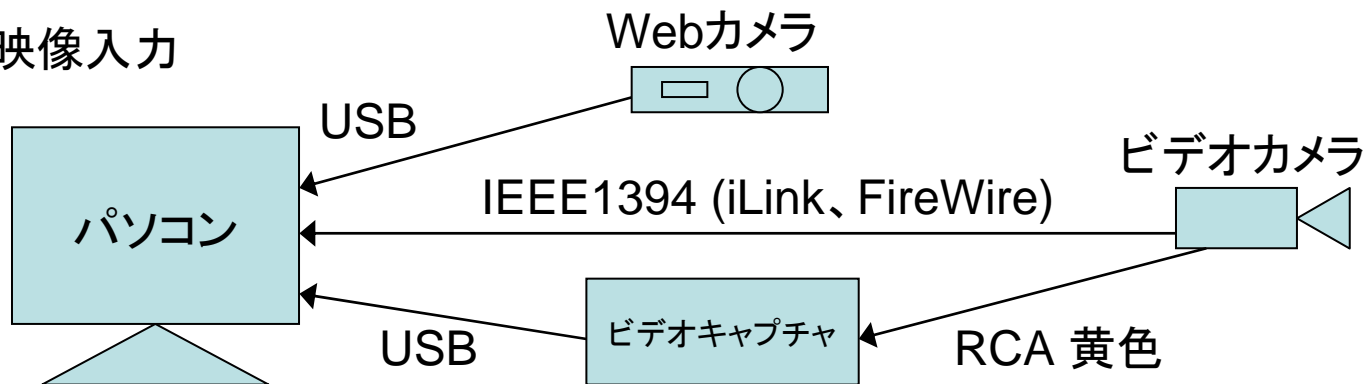 映像入力
Webカメラ
USB
ビデオカメラ
IEEE1394 (iLink、FireWire)
パソコン
ビデオキャプチャ
USB
RCA 黄色